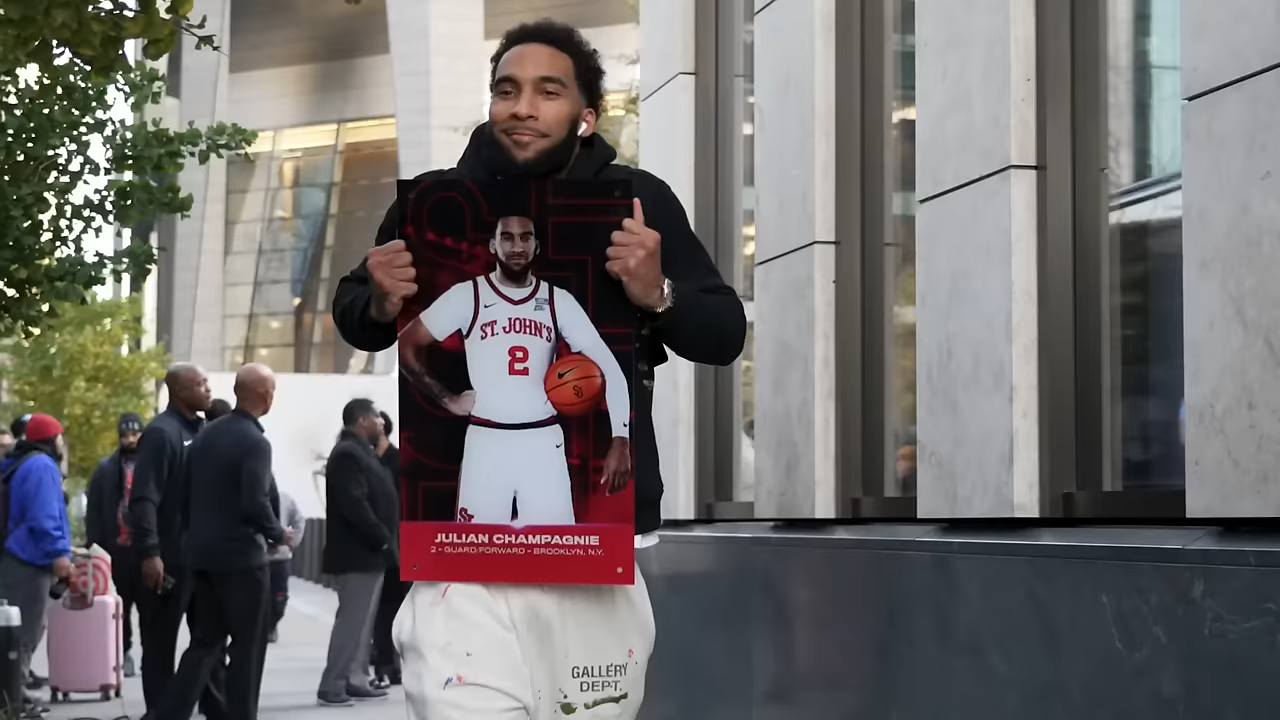 ST. JOHN'S
2
JULIAN CHAMPAGNIE
2 - GUARD/FORWARD - BROOKLYN, N.Y.
GALLERY
DEPT.